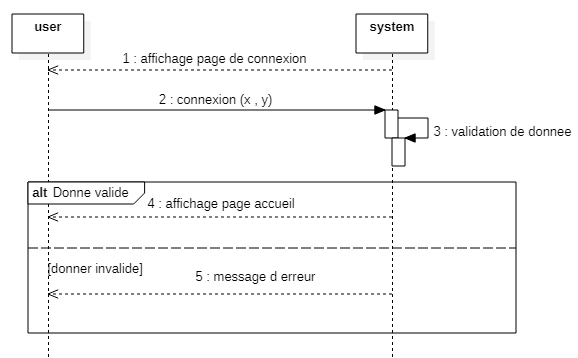 user
system
1 : affichage page de connexion
2 : connexion (x , y)
3 : validation de donnee
alt Donne valide
4 : affichage page accueil
[donner invalide]
5 : message d erreur